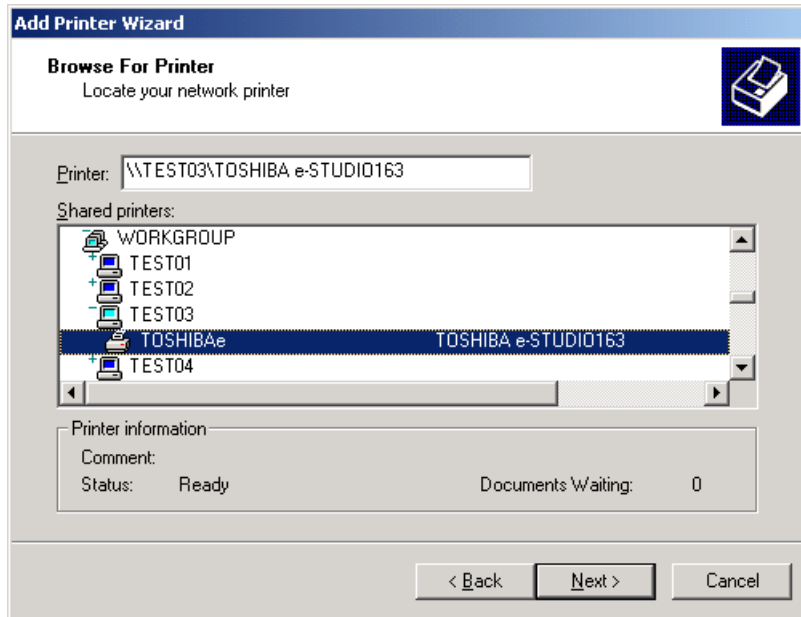 Add Printer Wizard
Browse For Printer
Locate your network printer
Printer: \\TEST03\TOSHIBA e-STUDIO163
Shared printers:
WORKGROUP
TEST01
TEST02
TEST03
TOSHIBAe TOSHIBA e-STUDIO163
TEST04
Printer information
Comment:
Status: Ready Documents Waiting: 0
< Back Next > Cancel